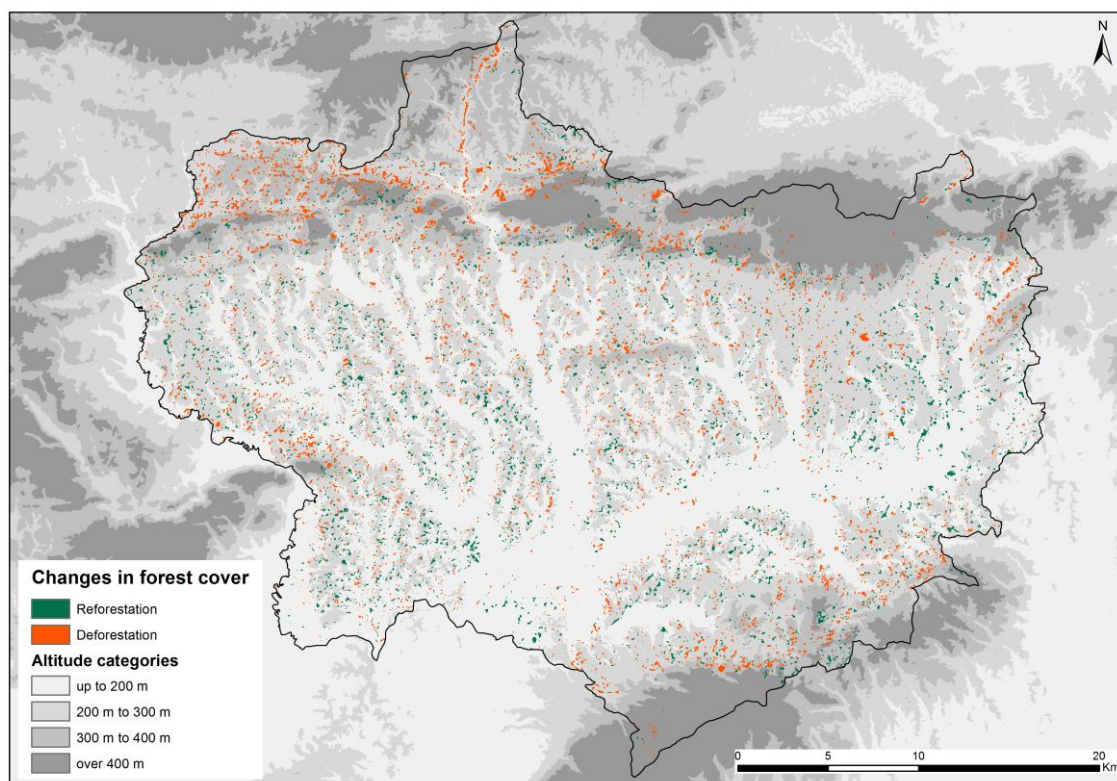 N
Changes in forest cover
Reforestation
Deforestation
Altitude categories
up to 200 m
200 m to 300 m
300 m to 400 m
over 400 m
0 5 10 20
Km